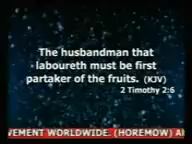 The husbandman that
laboureth must be first
partaker of the fruits. (KJV)
2 Timothy 2:6
VEMENT WORLDWIDE. (HOREMOW) A